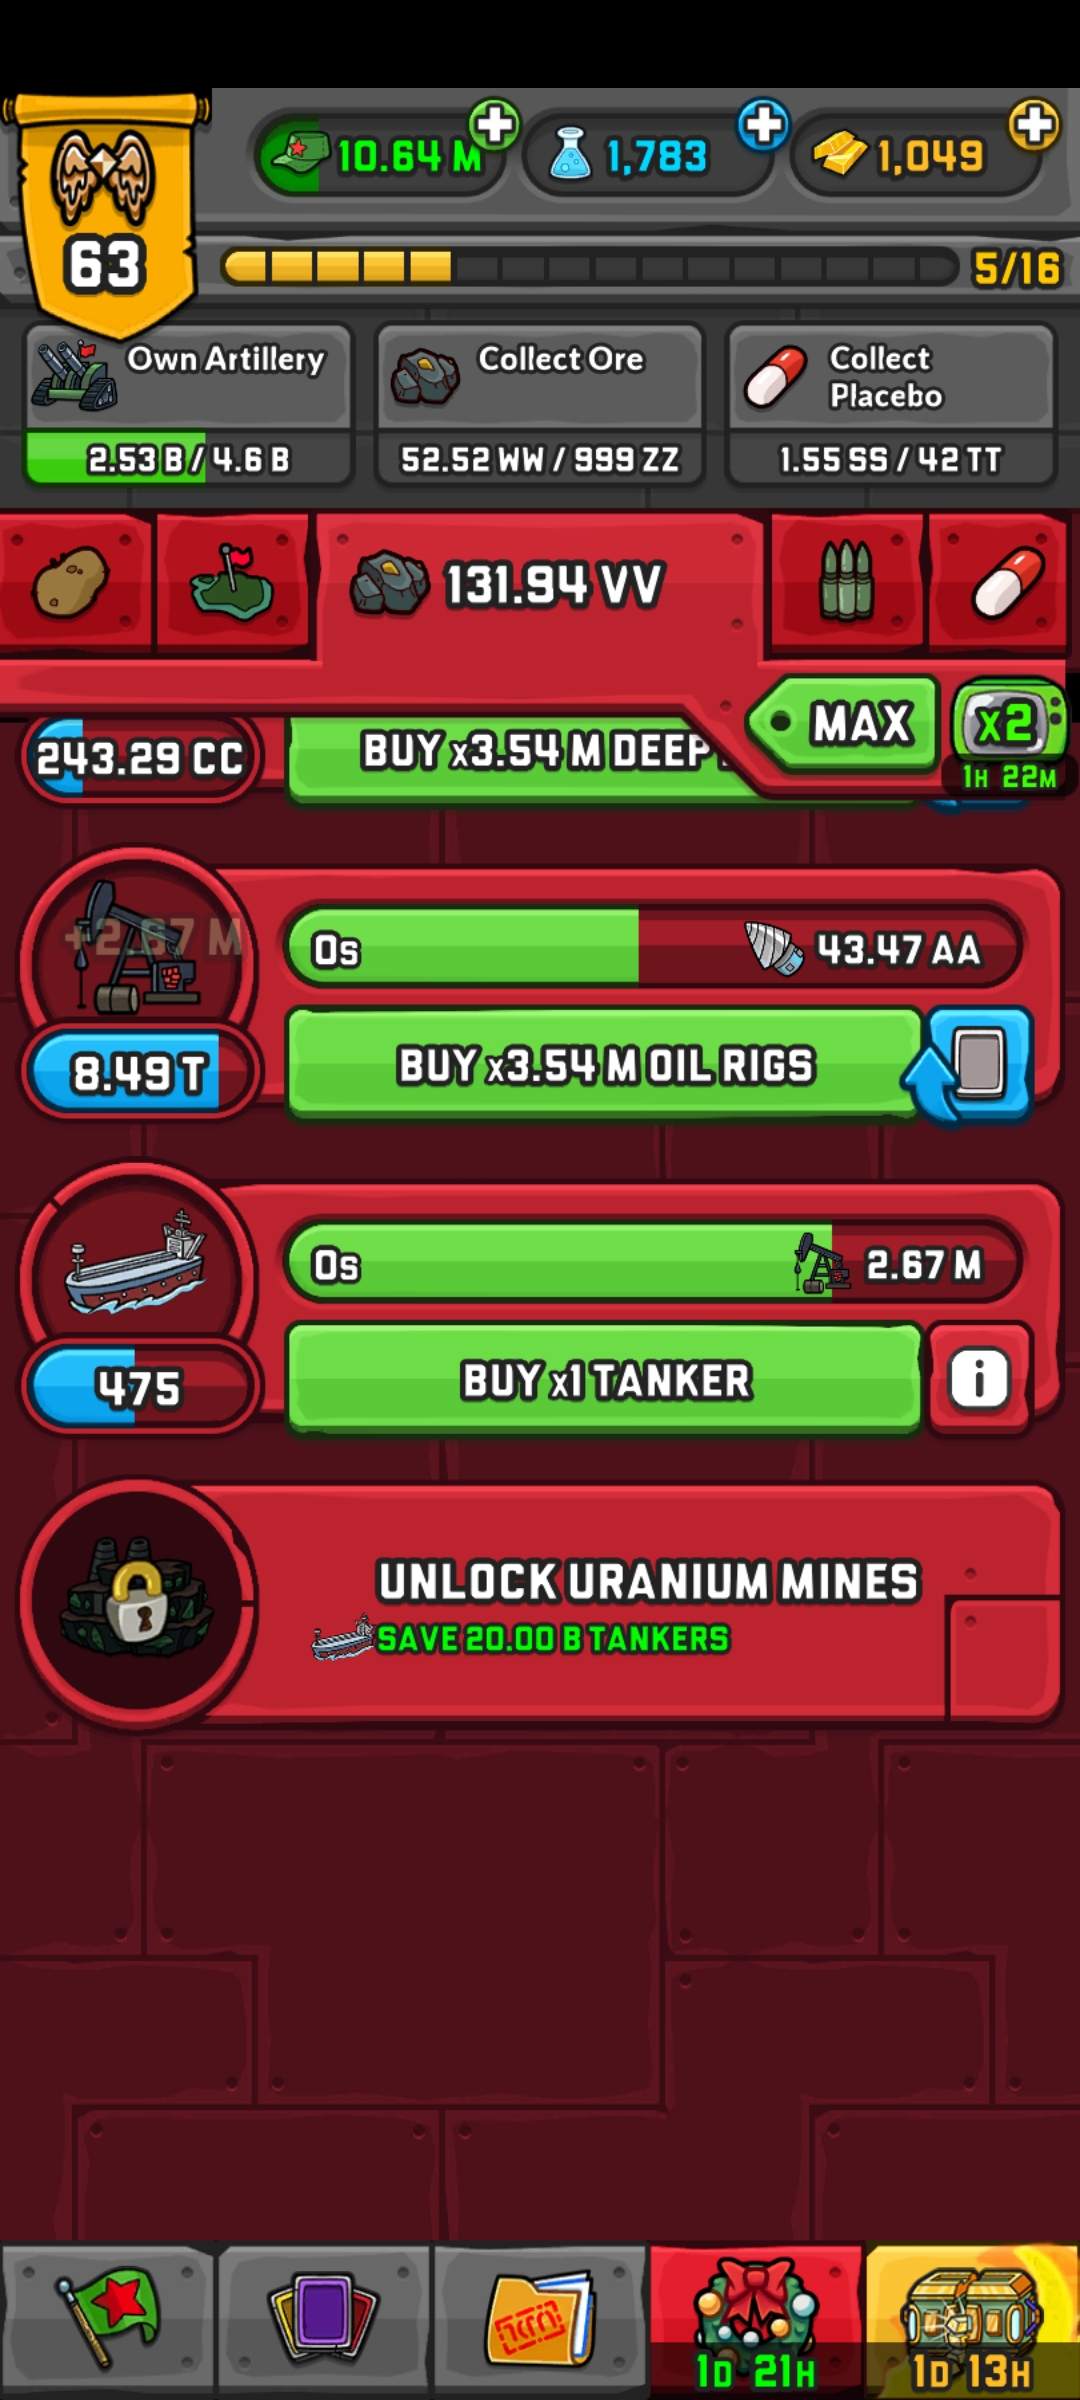 10.64 M
1,783
1,049
63
5/16
Own Artillery
2.53 B / 4.6 B
Collect Ore
52.52 WW / 999 ZZ
Collect
Placebo
1.55 SS / 42 TT
131.94 VV
MAX
x2
1H 22M
243.29 CC
BUY x3.54 M DEEP
+2.67 M
0s
43.47 AA
8.49 T
BUY x3.54 M OIL RIGS
0s
2.67 M
475
BUY x1 TANKER
i
UNLOCK URANIUM MINES
SAVE 20.00 B TANKERS
1D 21H
1D 13H